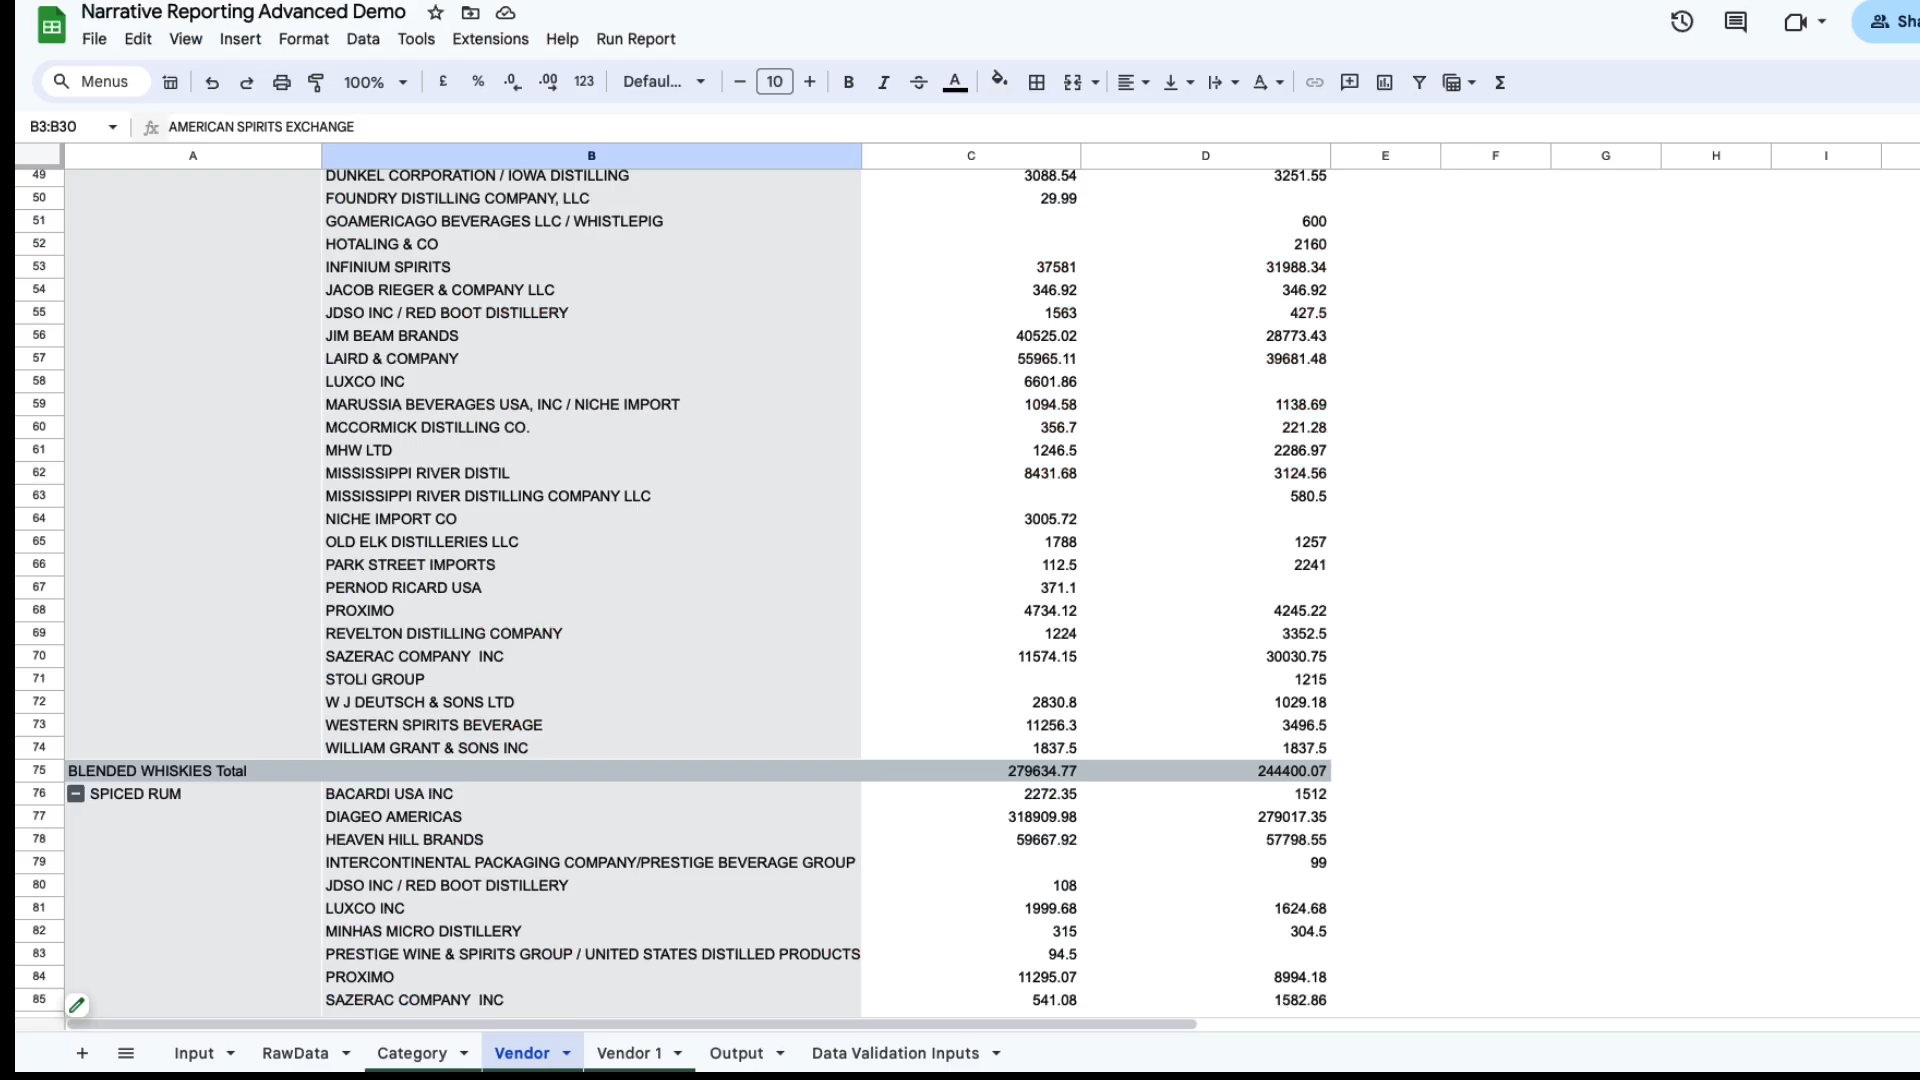 Narrative Reporting Advanced Demo
Sha
File Edit View Insert Format Data Tools Extensions Help Run Report
Menus 100% £ % .0 .00 123 Defaul... 10 B I S A Σ
B3:B30 fx AMERICAN SPIRITS EXCHANGE
A B C D E F G H I
49 DUNKEL CORPORATION / IOWA DISTILLING 3088.54 3251.55
50 FOUNDRY DISTILLING COMPANY, LLC 29.99
51 GOAMERICAGO BEVERAGES LLC / WHISTLEPIG 600
52 HOTALING & CO 2160
53 INFINIUM SPIRITS 37581 31988.34
54 JACOB RIEGER & COMPANY LLC 346.92 346.92
55 JDSO INC / RED BOOT DISTILLERY 1563 427.5
56 JIM BEAM BRANDS 40525.02 28773.43
57 LAIRD & COMPANY 55965.11 39681.48
58 LUXCO INC 6601.86
59 MARUSSIA BEVERAGES USA, INC / NICHE IMPORT 1094.58 1138.69
60 MCCORMICK DISTILLING CO. 356.7 221.28
61 MHW LTD 1246.5 2286.97
62 MISSISSIPPI RIVER DISTIL 8431.68 3124.56
63 MISSISSIPPI RIVER DISTILLING COMPANY LLC 580.5
64 NICHE IMPORT CO 3005.72
65 OLD ELK DISTILLERIES LLC 1788 1257
66 PARK STREET IMPORTS 112.5 2241
67 PERNOD RICARD USA 371.1
68 PROXIMO 4734.12 4245.22
69 REVELTON DISTILLING COMPANY 1224 3352.5
70 SAZERAC COMPANY  INC 11574.15 30030.75
71 STOLI GROUP 1215
72 W J DEUTSCH & SONS LTD 2830.8 1029.18
73 WESTERN SPIRITS BEVERAGE 11256.3 3496.5
74 WILLIAM GRANT & SONS INC 1837.5 1837.5
75 BLENDED WHISKIES Total 279634.77 244400.07
76 SPICED RUM BACARDI USA INC 2272.35 1512
77 DIAGEO AMERICAS 318909.98 279017.35
78 HEAVEN HILL BRANDS 59667.92 57798.55
79 INTERCONTINENTAL PACKAGING COMPANY/PRESTIGE BEVERAGE GROUP 99
80 JDSO INC / RED BOOT DISTILLERY 108
81 LUXCO INC 1999.68 1624.68
82 MINHAS MICRO DISTILLERY 315 304.5
83 PRESTIGE WINE & SPIRITS GROUP / UNITED STATES DISTILLED PRODUCTS 94.5
84 PROXIMO 11295.07 8994.18
85 SAZERAC COMPANY  INC 541.08 1582.86
Input RawData Category Vendor Vendor 1 Output Data Validation Inputs